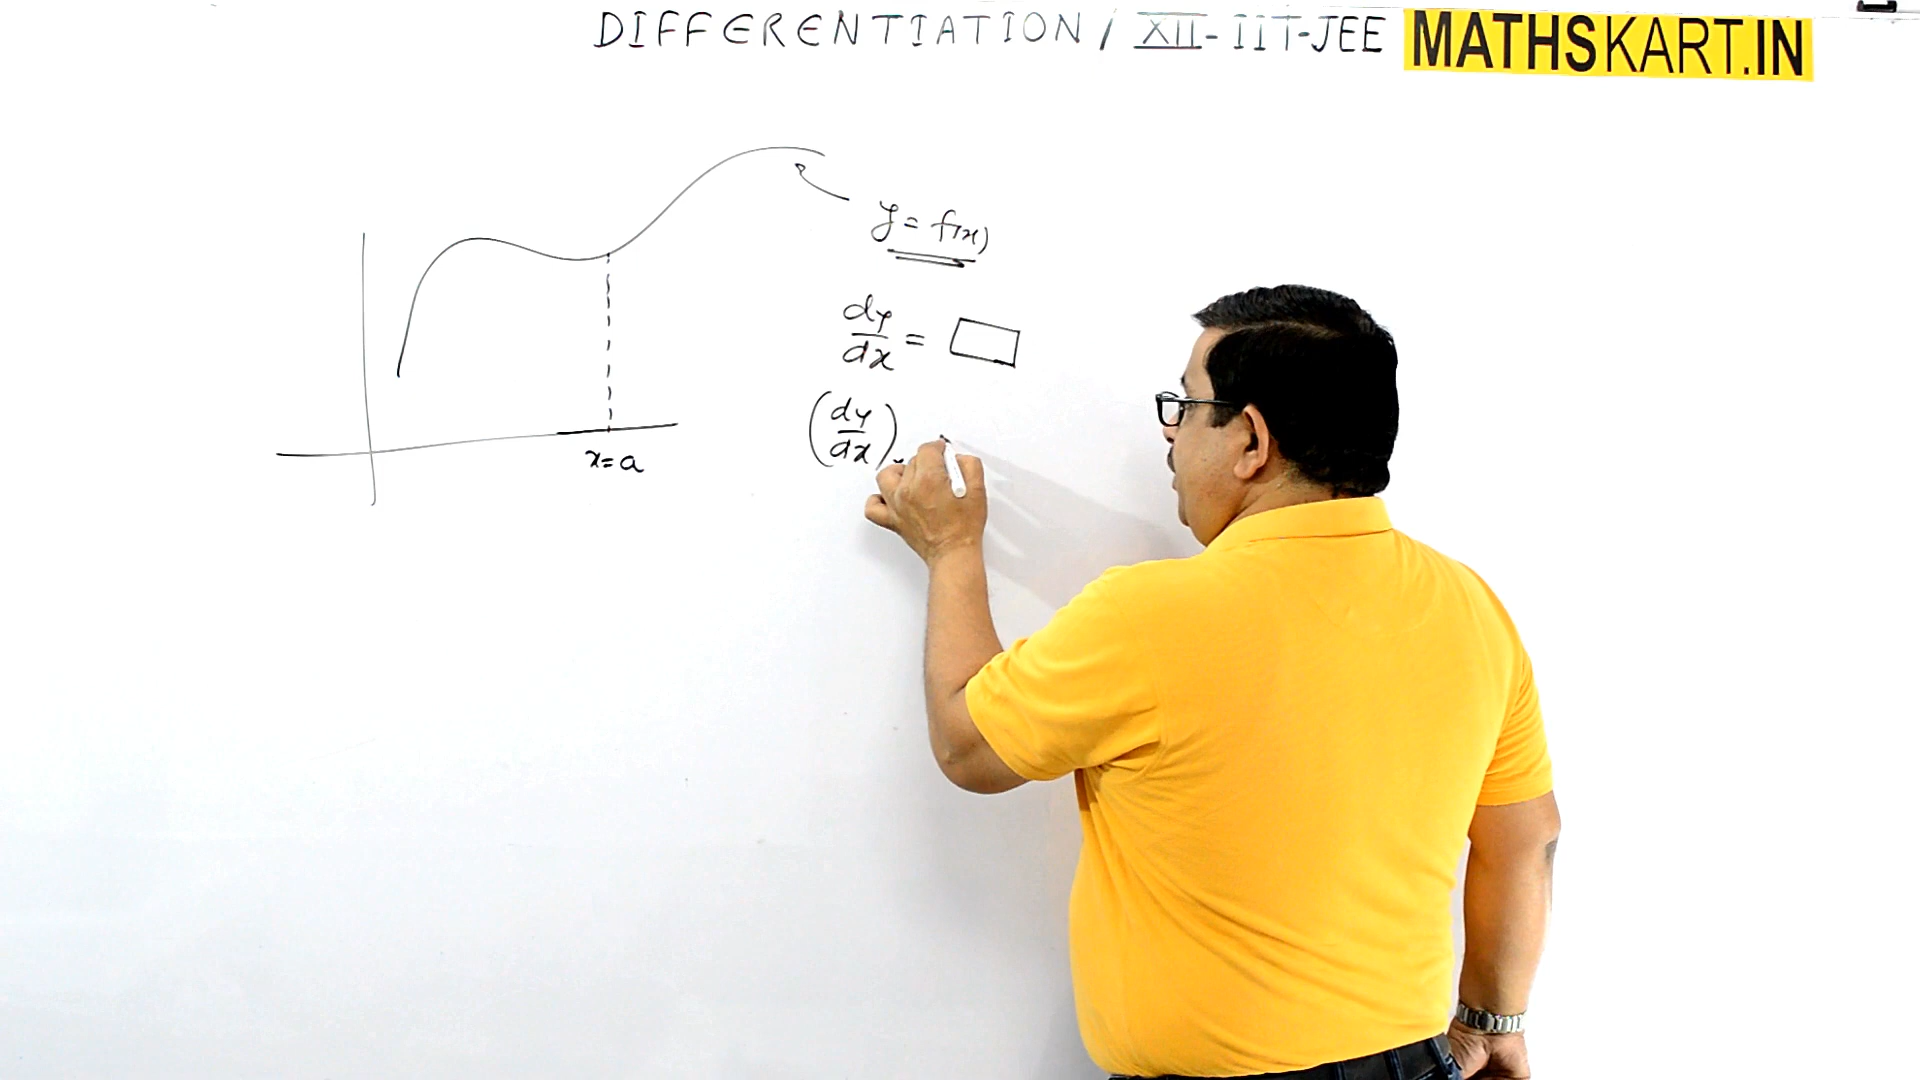 DIFFERENTIATION / XII - IIT-JEE MATHSKART.IN
y = f(x)
dy/dx =
(dy/dx)
x = a